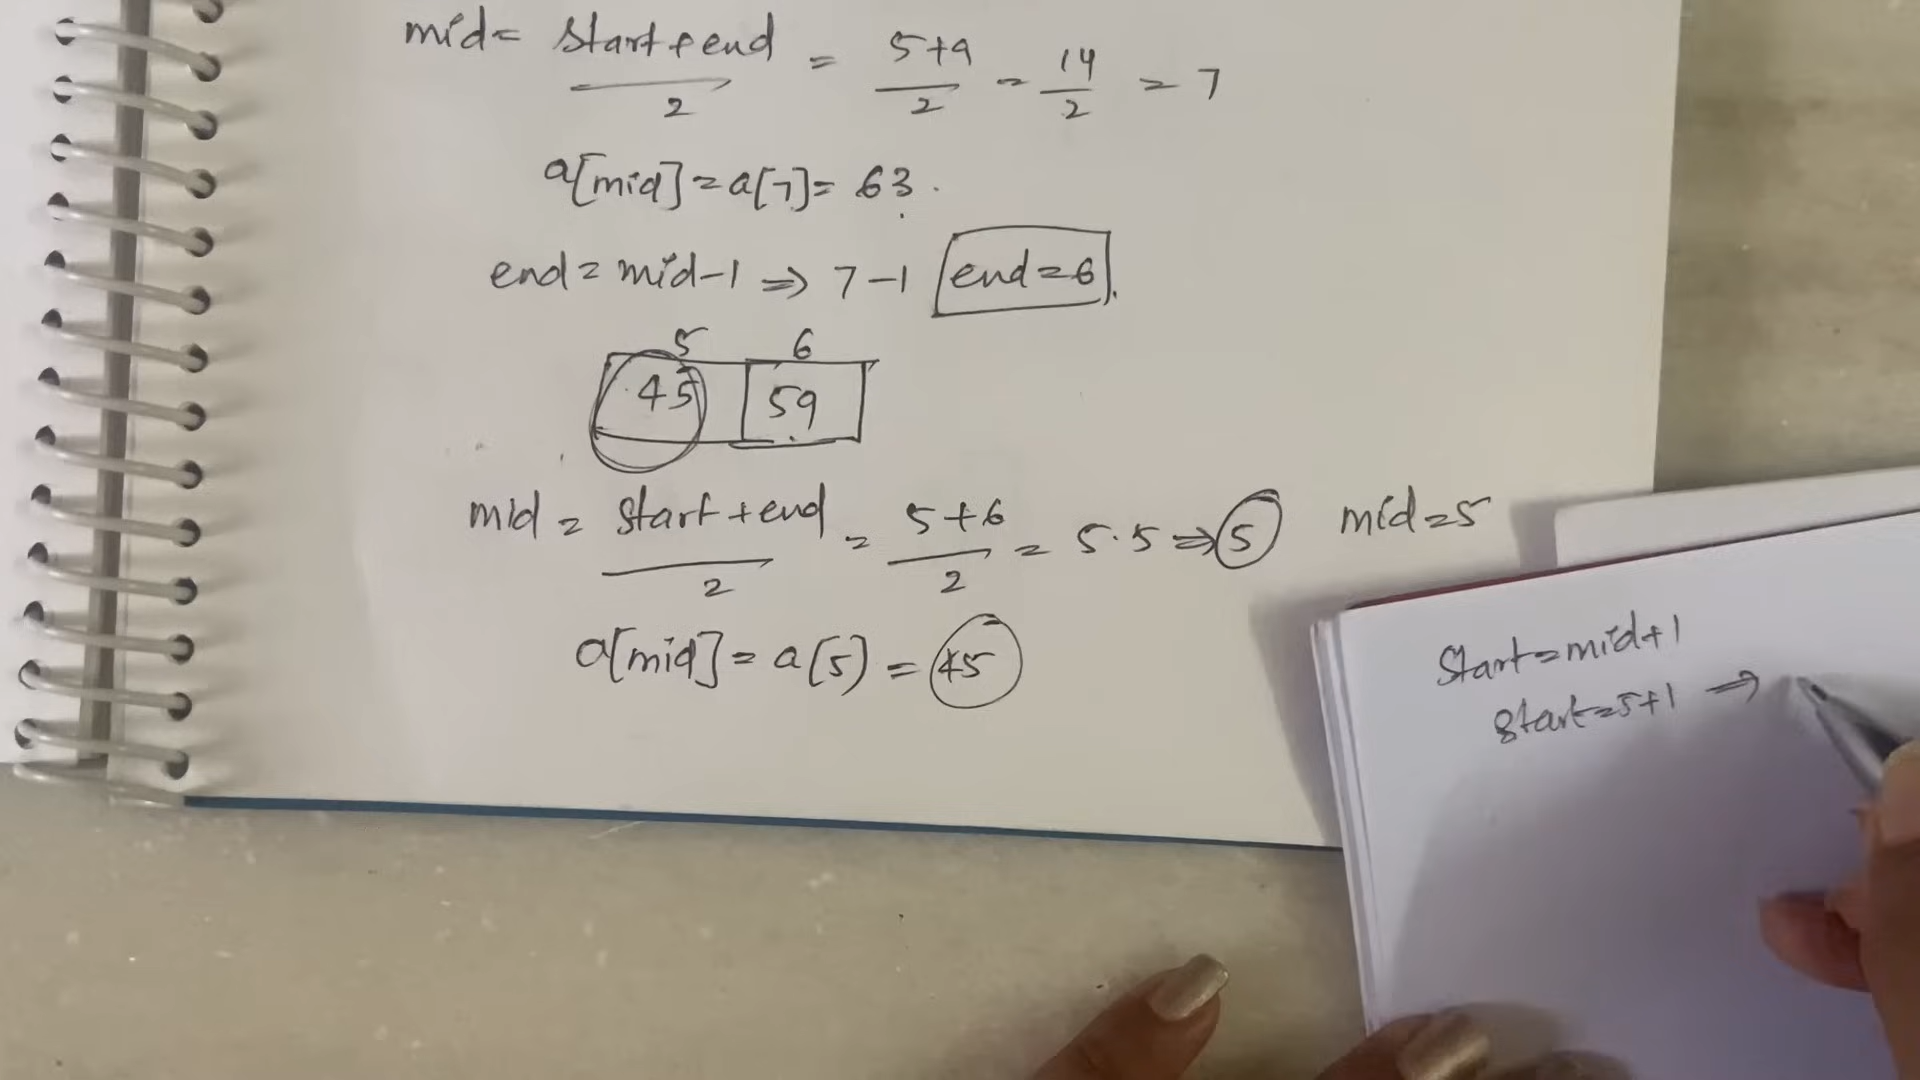 mid = start+end / 2 = 5+9 / 2 = 14 / 2 = 7
a[mid] = a[7] = 63.
end = mid-1 ⇒ 7-1 end=6.
5 6
45 59
mid = start+end / 2 = 5+6 / 2 = 5.5 ⇒ 5 mid=5
a[mid] = a[5] = 45
Start=mid+1
Start=5+1 ⇒